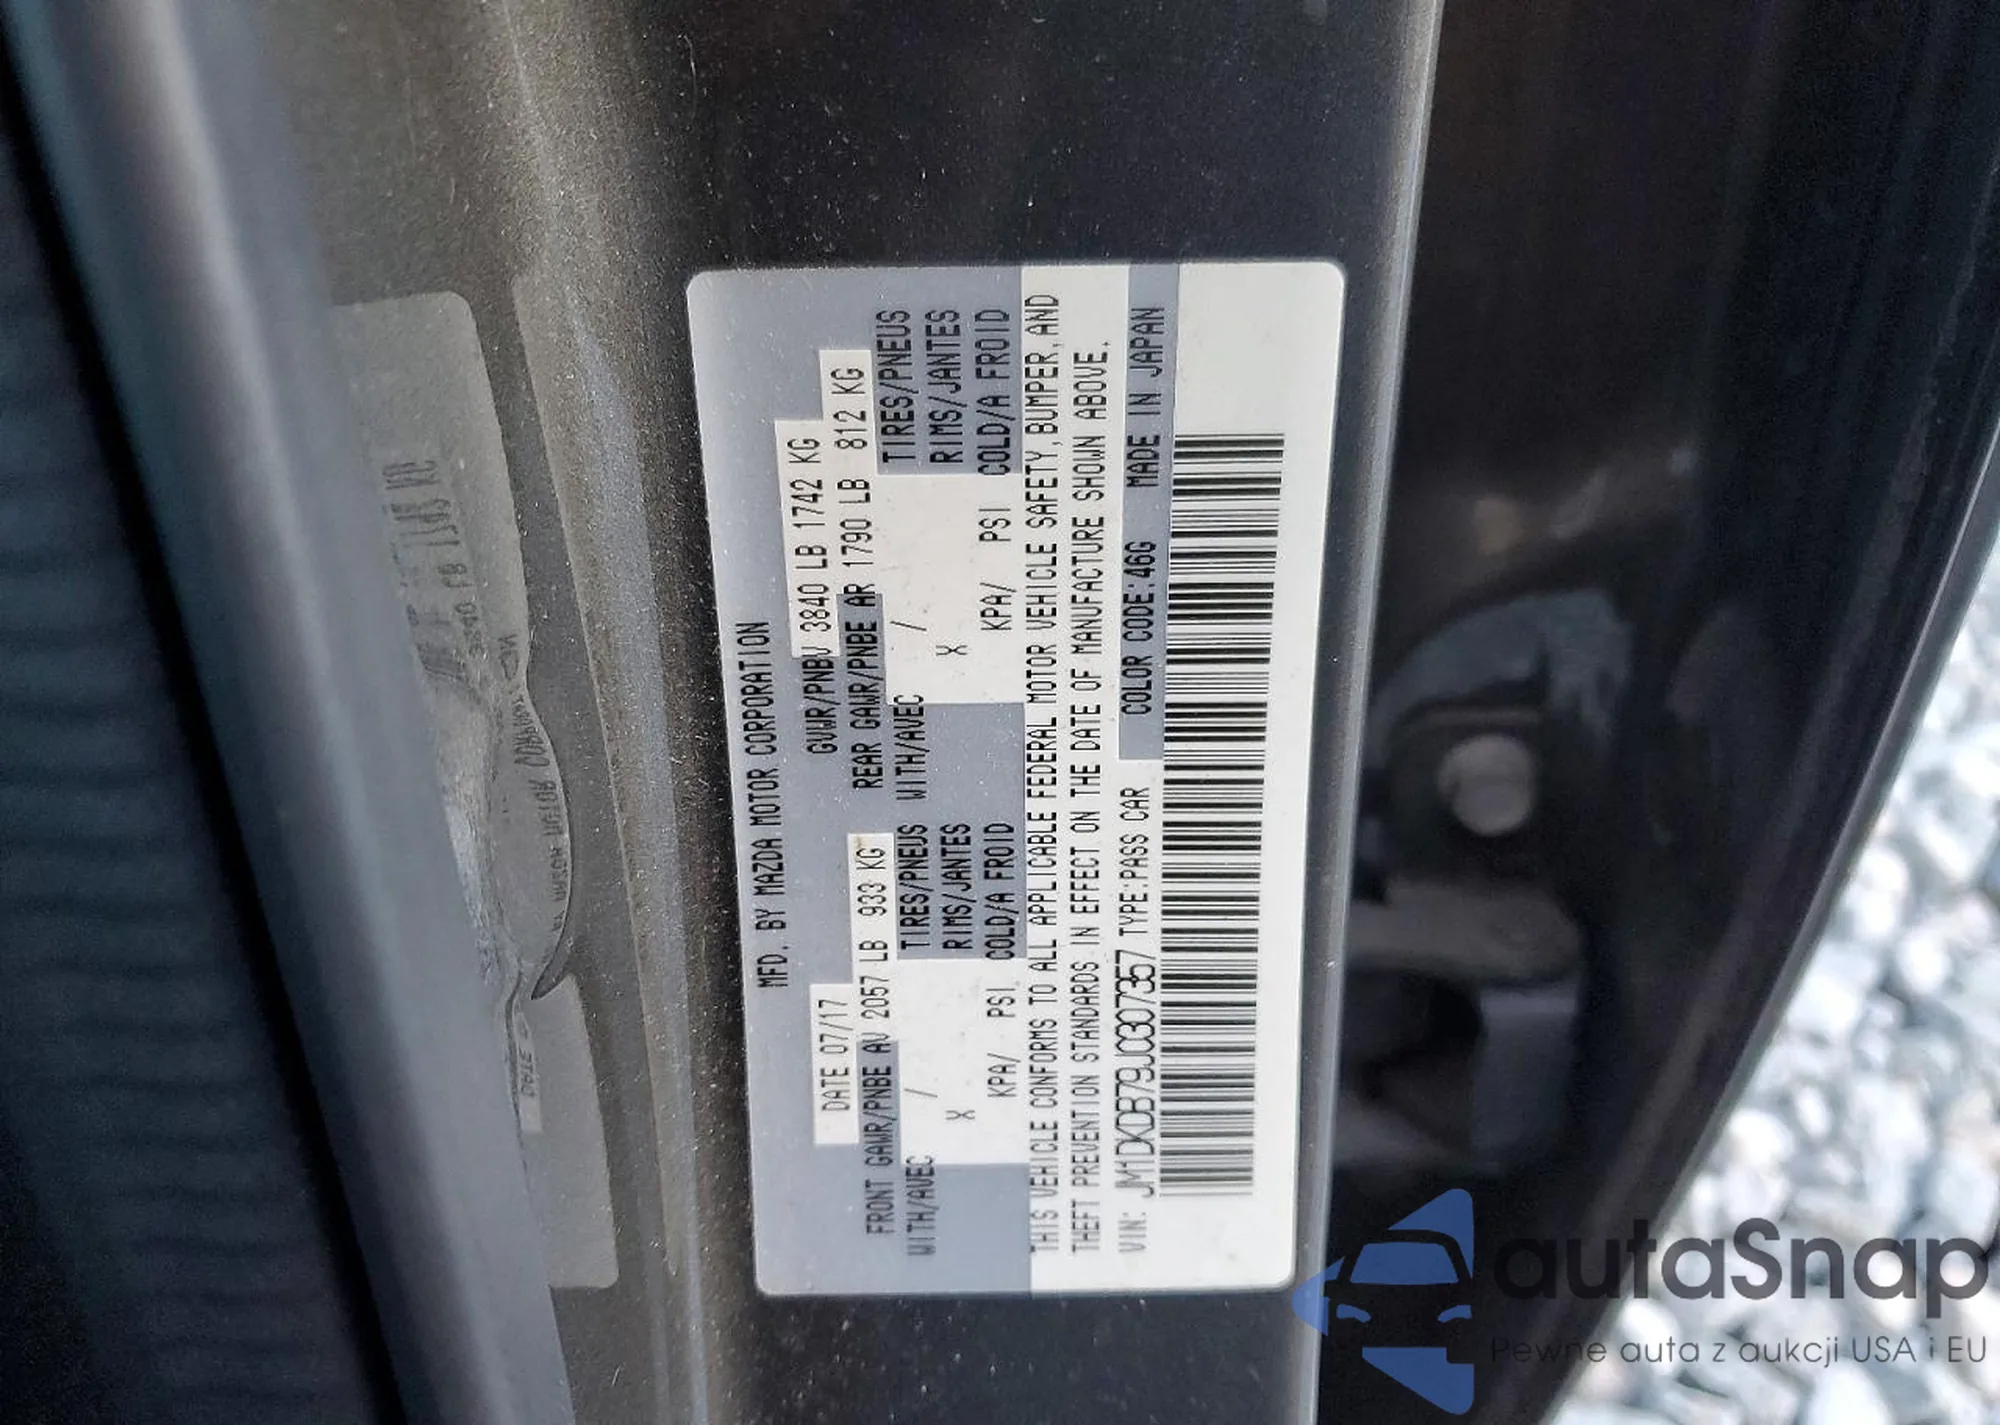 MFD. BY MAZDA MOTOR CORPORATION
DATE 07/17 GVWR/PNBV 3840 LB 1742 KG
FRONT GAWR/PNBE AV 2057 LB 933 KG REAR GAWR/PNBE AR 1790 LB 812 KG
WITH/AVEC / TIRES/PNEUS WITH/AVEC / TIRES/PNEUS
X RIMS/JANTES X RIMS/JANTES
KPA/ PSI COLD/A FROID KPA/ PSI COLD/A FROID
THIS VEHICLE CONFORMS TO ALL APPLICABLE FEDERAL MOTOR VEHICLE SAFETY, BUMPER, AND
THEFT PREVENTION STANDARDS IN EFFECT ON THE DATE OF MANUFACTURE SHOWN ABOVE.
VIN: JM1DKDB79J0307357 TYPE:PASS CAR COLOR CODE:46G MADE IN JAPAN
autaSnap
Pewne auta z aukcji USA i EU